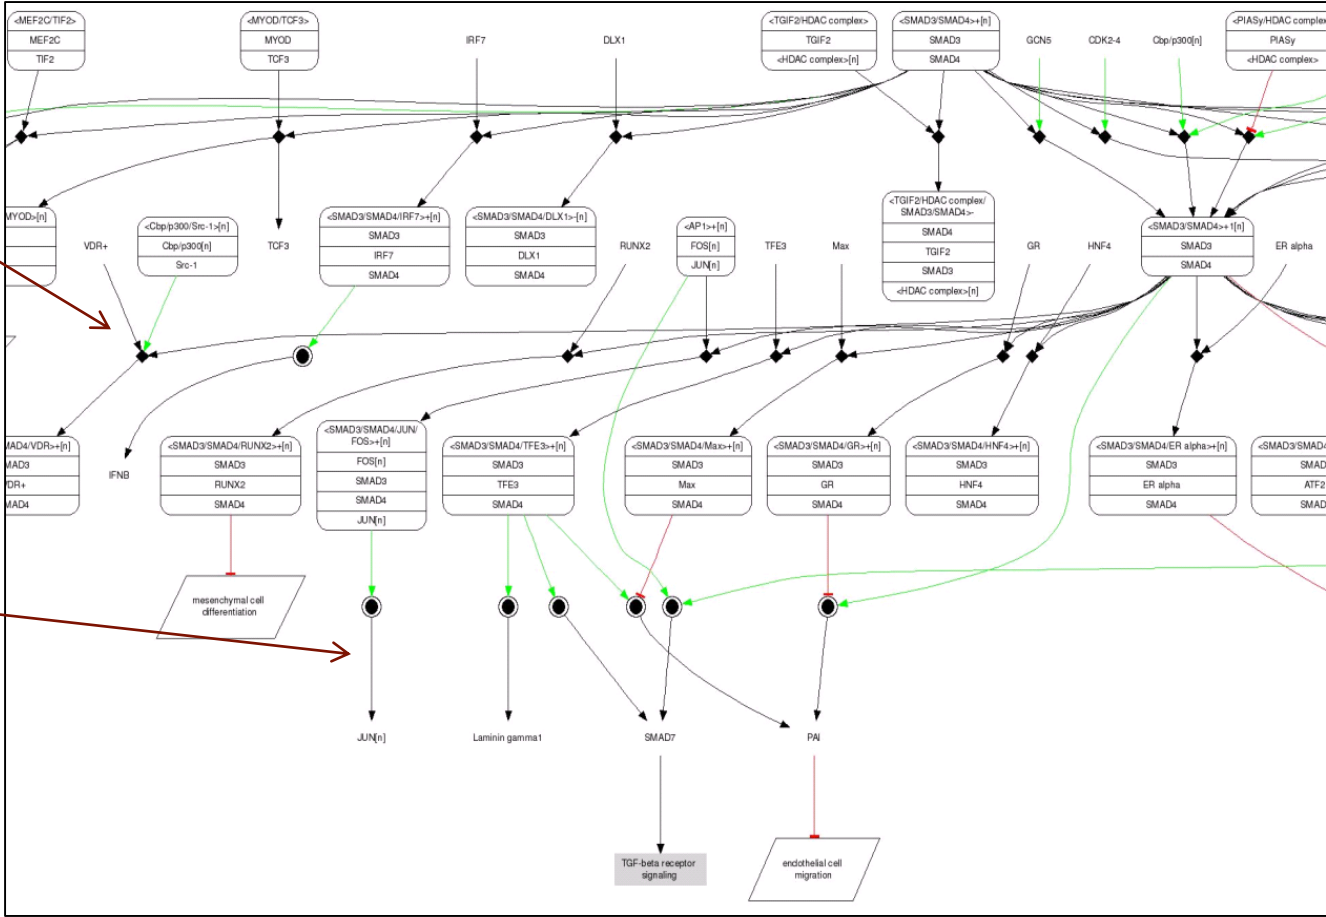 <MEF2C/TIF2>
MEF2C
TIF2
<MYOD/TCF3>
MYOD
TCF3
IRF7
DLX1
<TGIF2/HDAC complex>
TGIF2
<HDAC complex>[n]
<SMAD3/SMAD4>+[n]
SMAD3
SMAD4
GCN5
CDK2-4
Cbp/p300[n]
<PIASy/HDAC complex
PIASy
<HDAC complex>
MYOD>[n]
VDR+
<Cbp/p300/Src-1>[n]
Cbp/p300[n]
Src-1
TCF3
<SMAD3/SMAD4/IRF7>+[n]
SMAD3
IRF7
SMAD4
<SMAD3/SMAD4/DLX1>-[n]
SMAD3
DLX1
SMAD4
RUNX2
<AP1>+[n]
FOS[n]
JUN[n]
TFE3
Max
<TGIF2/HDAC complex/
SMAD3/SMAD4>-
SMAD4
TGIF2
SMAD3
<HDAC complex>[n]
GR
HNF4
<SMAD3/SMAD4>+1[n]
SMAD3
SMAD4
ER alpha
MAD4/VDR>+[n]
MAD3
VDR+
MAD4
IFNB
<SMAD3/SMAD4/RUNX2>+[n]
SMAD3
RUNX2
SMAD4
<SMAD3/SMAD4/JUN/
FOS>+[n]
FOS[n]
SMAD3
SMAD4
JUN[n]
<SMAD3/SMAD4/TFE3>+[n]
SMAD3
TFE3
SMAD4
<SMAD3/SMAD4/Max>+[n]
SMAD3
Max
SMAD4
<SMAD3/SMAD4/GR>+[n]
SMAD3
GR
SMAD4
<SMAD3/SMAD4/HNF4>+[n]
SMAD3
HNF4
SMAD4
<SMAD3/SMAD4/ER alpha>+[n]
SMAD3
ER alpha
SMAD4
<SMAD3/SMAD4
SMAD
ATF2
SMAD
mesenchymal cell
differentiation
JUN[n]
Laminin gamma1
SMAD7
PAI
TGF-beta receptor
signaling
endothelial cell
migration